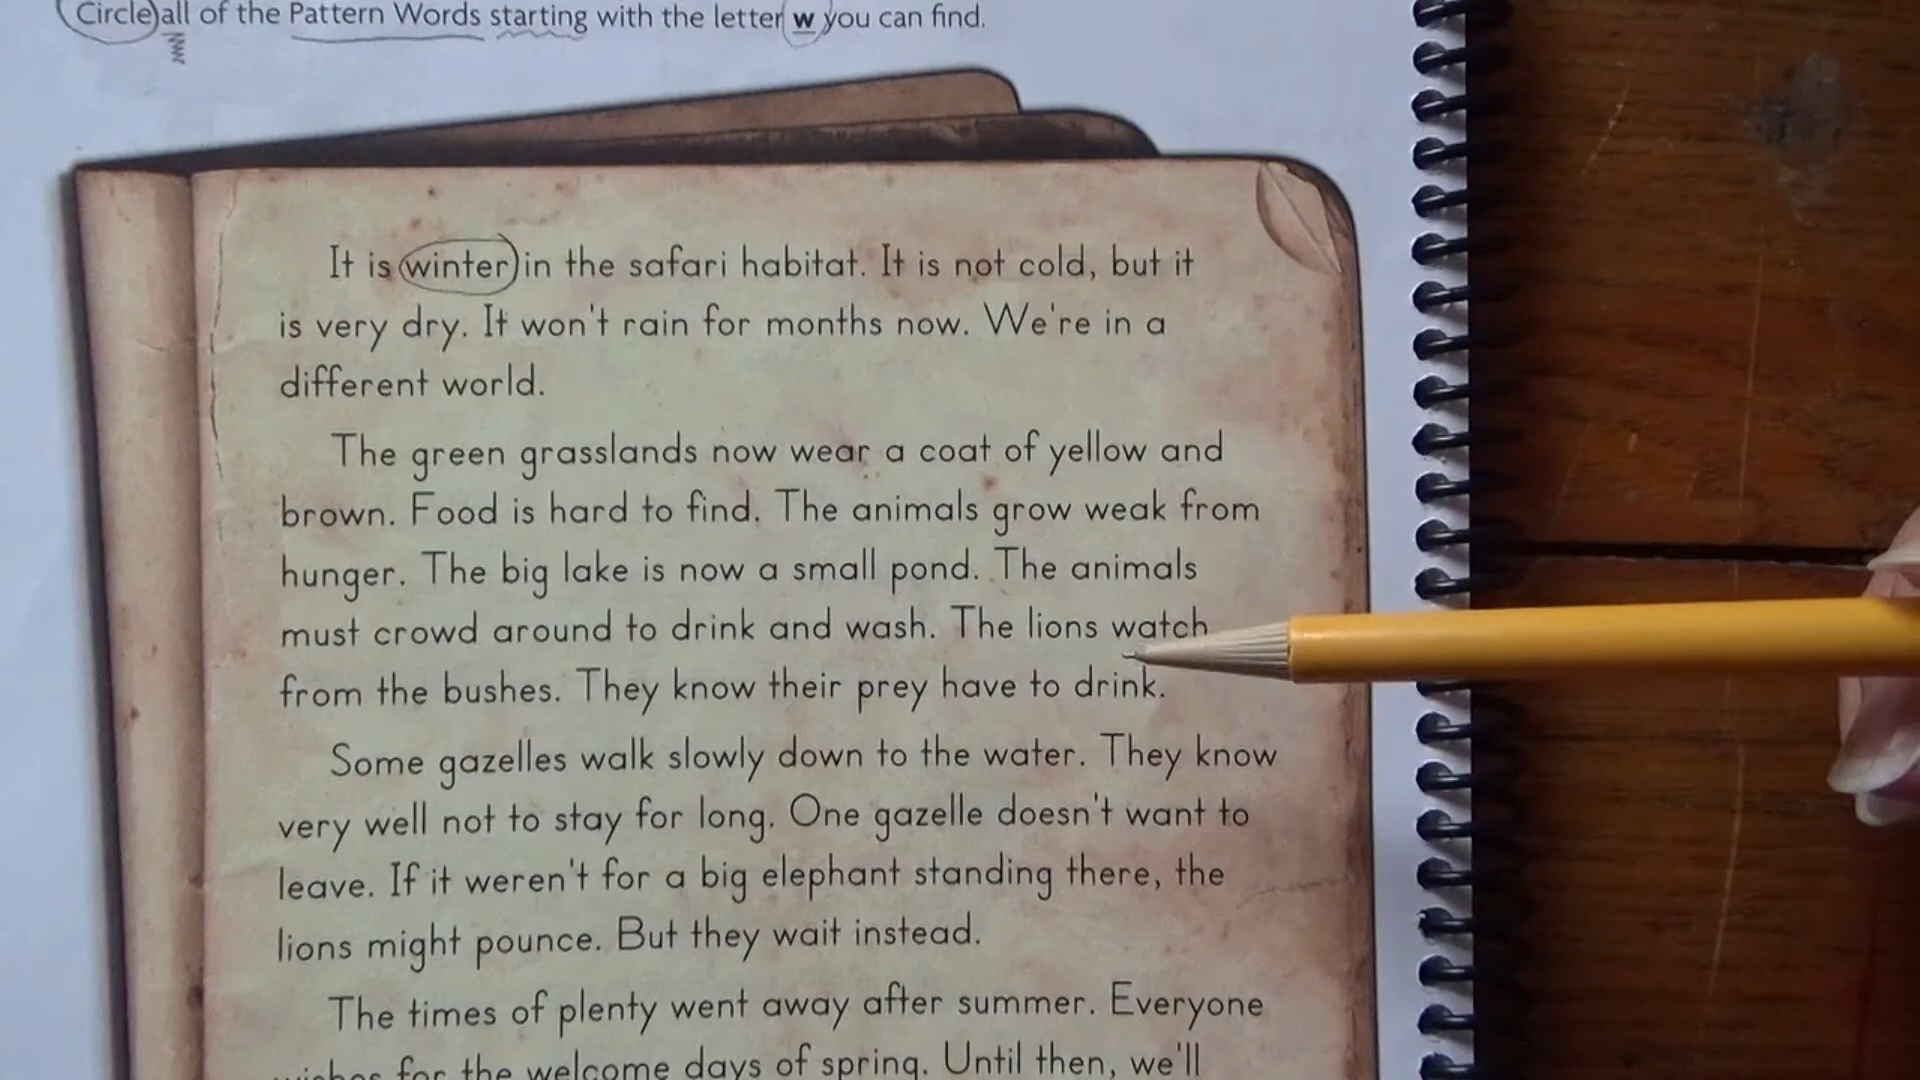 Circle all of the Pattern Words starting with the letter w you can find.
It is winter in the safari habitat. It is not cold, but it
is very dry. It won't rain for months now. We're in a
different world.
The green grasslands now wear a coat of yellow and
brown. Food is hard to find. The animals grow weak from
hunger. The big lake is now a small pond. The animals
must crowd around to drink and wash. The lions watch
from the bushes. They know their prey have to drink.
Some gazelles walk slowly down to the water. They know
very well not to stay for long. One gazelle doesn't want to
leave. If it weren't for a big elephant standing there, the
lions might pounce. But they wait instead.
The times of plenty went away after summer. Everyone
wishes for the welcome days of spring. Until then, we'll